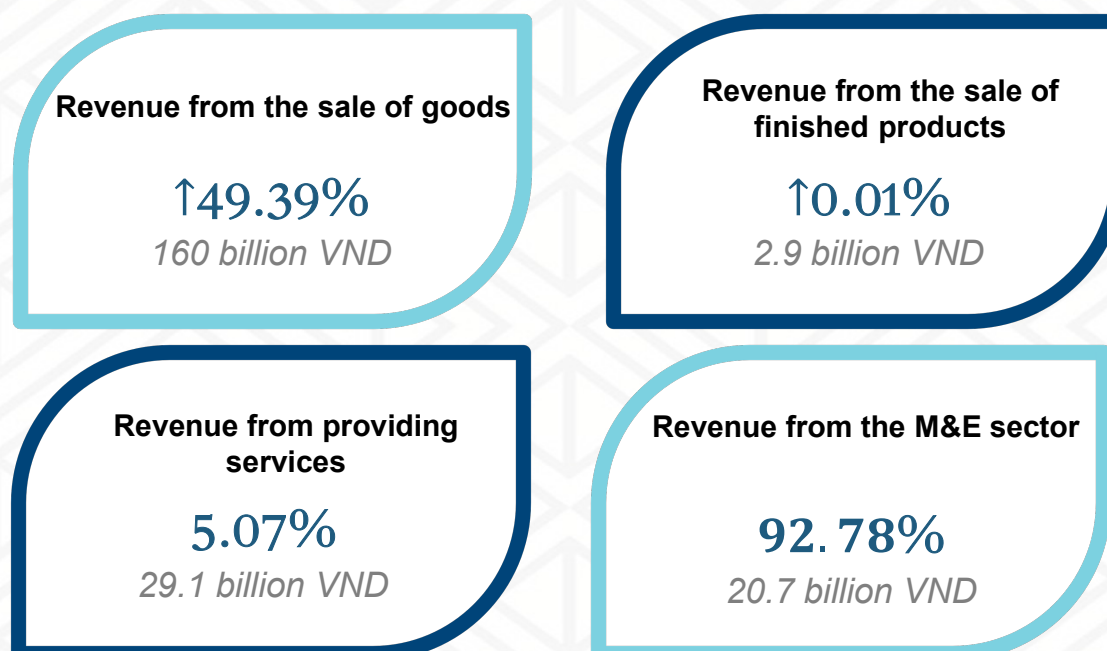 Revenue from the sale of goods
↑49.39%
160 billion VND
Revenue from the sale of
finished products
↑0.01%
2.9 billion VND
Revenue from providing
services
5.07%
29.1 billion VND
Revenue from the M&E sector
92.78%
20.7 billion VND